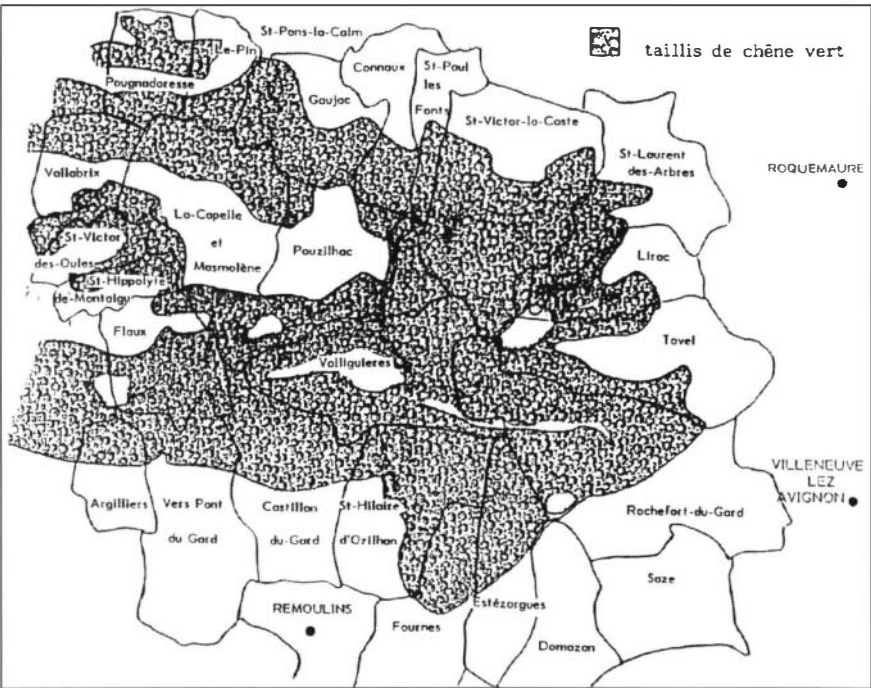 taillis de chêne vert
St-Pons-la-Calm
Le-Pin
Connaux
St-Paul
les
Fonts
Pougnadoresse
Gaujac
St-Victor-la-Coste
St-Laurent
des-Arbres
ROQUEMAURE
Vallabrix
La-Capelle
et
Masmolène
Pouzilhac
St-Victor
des-Oules
Lirac
St-Hippolyte
de-Montaigu
Flaux
Valliguieres
Tavel
VILLENEUVE
LEZ
AVIGNON
Argilliers
Vers Pont
du Gard
Castillon
du-Gard
St-Hilaire
d'Ozilhan
Rochefort-du-Gard
Saze
REMOULINS
Estézargues
Fournes
Domazan